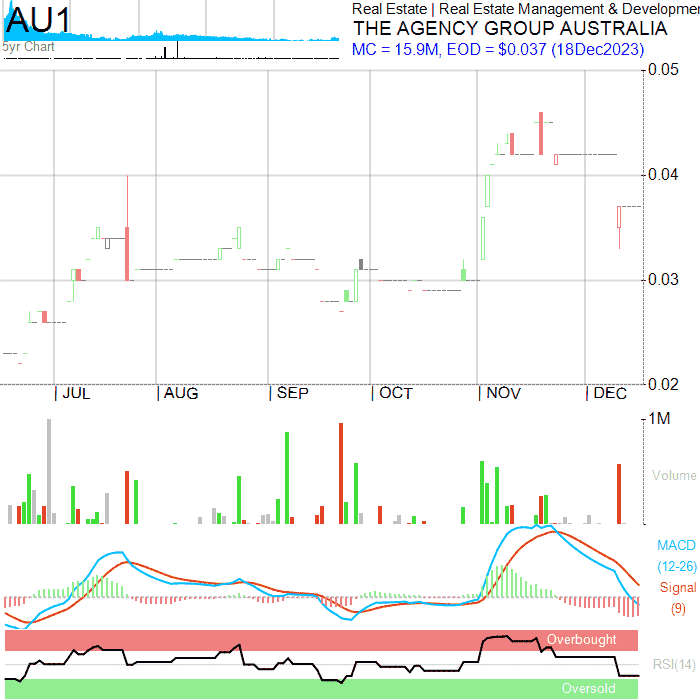 AU1
Real Estate | Real Estate Management & Developmen
THE AGENCY GROUP AUSTRALIA
MC = 15.9M, EOD = $0.037 (18Dec2023)
5yr Chart
0.05
0.04
0.03
0.02
JUL AUG SEP OCT NOV DEC
1M
Volume
MACD
(12-26)
Signal
(9)
Overbought
RSI(14)
Oversold